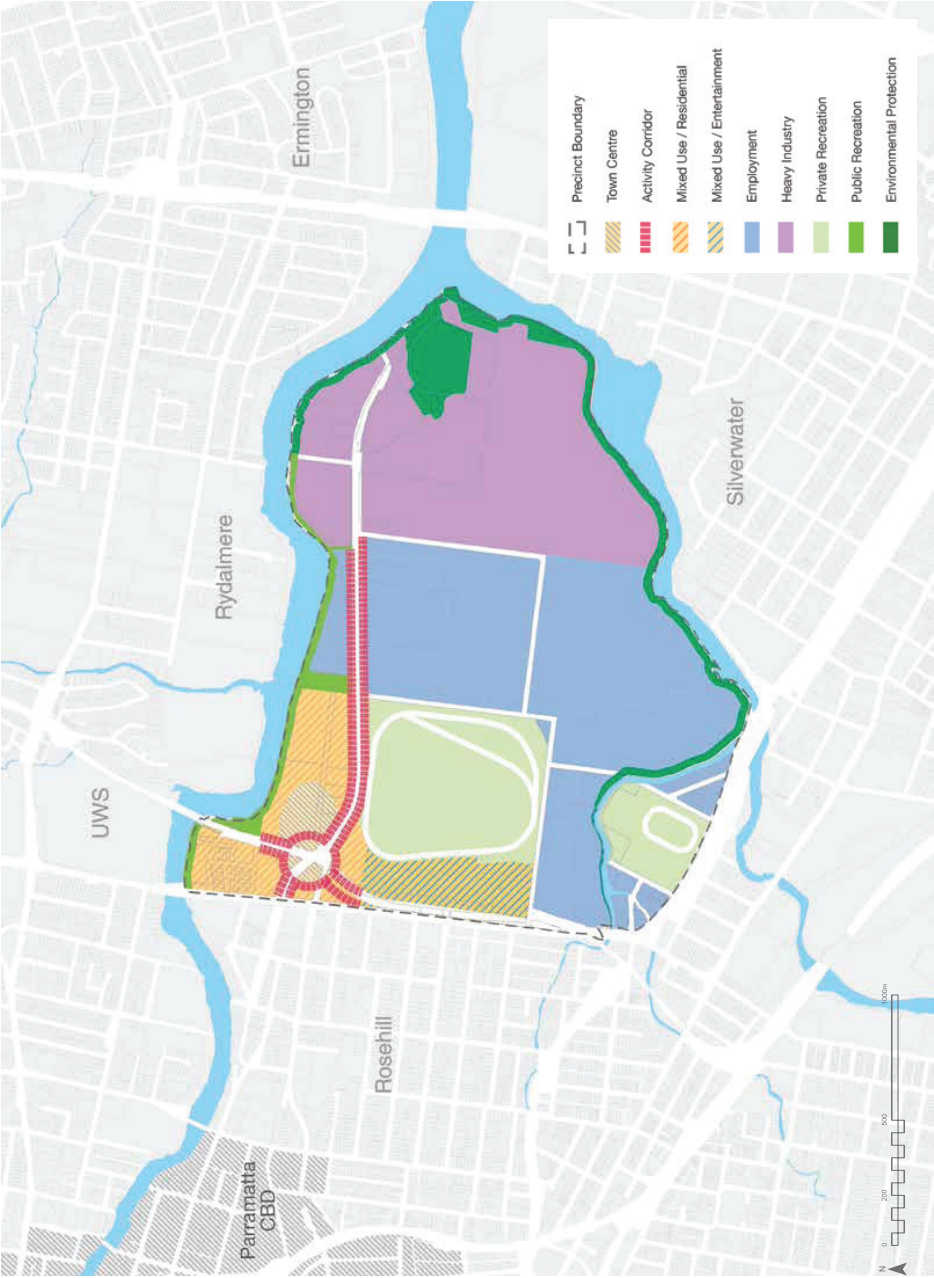 Ermington
Rydalmere
UWS
Silverwater
Rosehill
Parramatta
CBD
Precinct Boundary
Town Centre
Activity Corridor
Mixed Use / Residential
Mixed Use / Entertainment
Employment
Heavy Industry
Private Recreation
Public Recreation
Environmental Protection
N
0
200
500
1000m